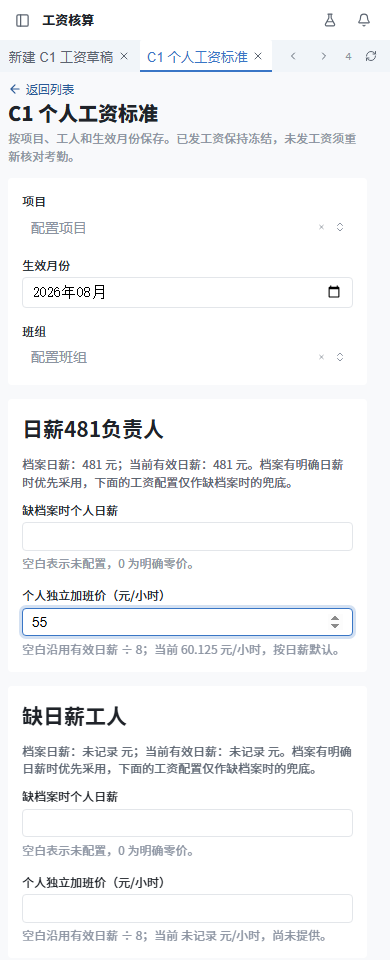 工资核算
新建 C1 工资草稿 ×
C1 个人工资标准 ×
4
返回列表
C1 个人工资标准
按项目、工人和生效月份保存。已发工资保持冻结，未发工资须重
新核对考勤。
项目
配置项目
生效月份
2026年08月
班组
配置班组
日薪481负责人
档案日薪：481 元；当前有效日薪：481 元。档案有明确日薪
时优先采用，下面的工资配置仅作缺档案时的兜底。
缺档案时个人日薪
空白表示未配置，0 为明确零价。
个人独立加班价（元/小时）
55
空白沿用有效日薪 ÷ 8；当前 60.125 元/小时，按日薪默认。
缺日薪工人
档案日薪：未记录 元；当前有效日薪：未记录 元。档案有明确
日薪时优先采用，下面的工资配置仅作缺档案时的兜底。
缺档案时个人日薪
空白表示未配置，0 为明确零价。
个人独立加班价（元/小时）
空白沿用有效日薪 ÷ 8；当前 未记录 元/小时，尚未提供。